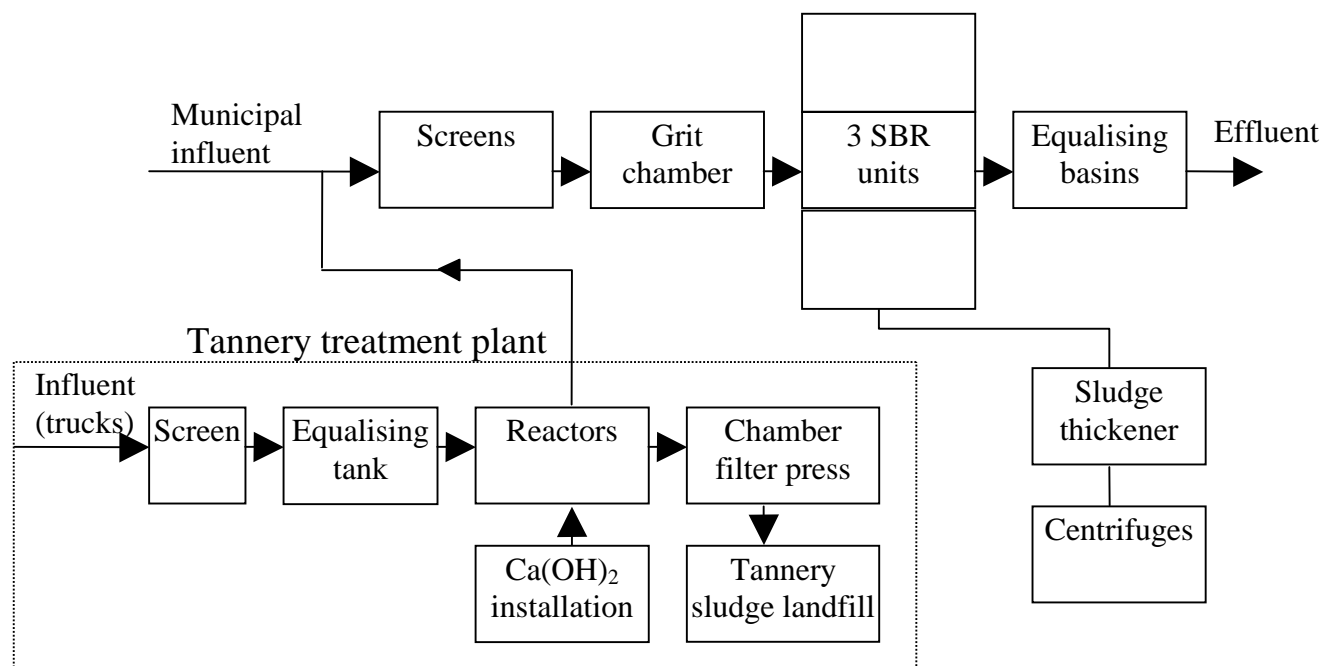 Municipal
influent
Screens
Grit
chamber
3 SBR
units
Equalising
basins
Effluent
Tannery treatment plant
Influent
(trucks)
Screen
Equalising
tank
Reactors
Chamber
filter press
Sludge
thickener
Ca(OH)₂
installation
Tannery
sludge landfill
Centrifuges